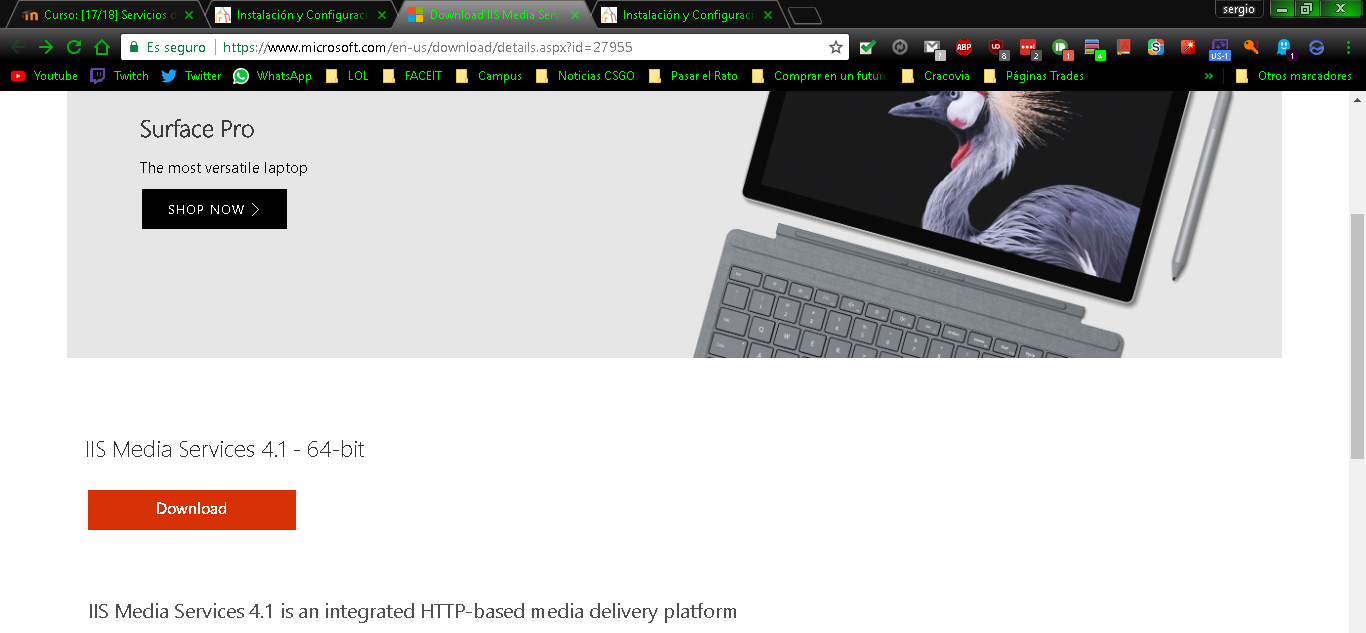 sergio
Curso: [17/18] Servicios d
Instalación y Configuraci
Download IIS Media Serv
Instalación y Configuraci
Es seguro
https://www.microsoft.com/en-us/download/details.aspx?id=27955
Youtube
Twitch
Twitter
WhatsApp
LOL
FACEIT
Campus
Noticias CSGO
Pasar el Rato
Comprar en un futuro
Cracovia
Páginas Trades
»
Otros marcadores
Surface Pro
The most versatile laptop
SHOP NOW
IIS Media Services 4.1 - 64-bit
Download
IIS Media Services 4.1 is an integrated HTTP-based media delivery platform